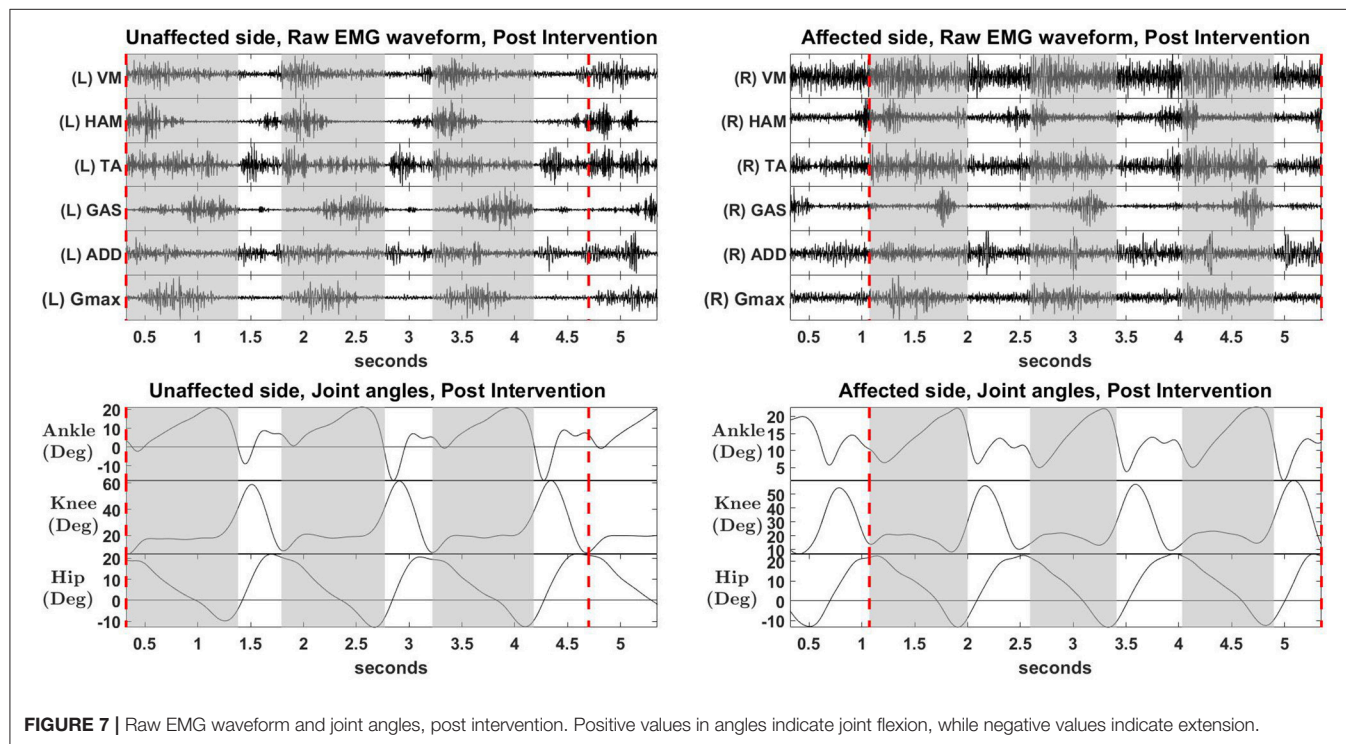 Unaffected side, Raw EMG waveform, Post Intervention
(L) VM
(L) HAM
(L) TA
(L) GAS
(L) ADD
(L) Gmax
0.5 1 1.5 2 2.5 3 3.5 4 4.5 5
seconds
Affected side, Raw EMG waveform, Post Intervention
(R) VM
(R) HAM
(R) TA
(R) GAS
(R) ADD
(R) Gmax
0.5 1 1.5 2 2.5 3 3.5 4 4.5 5
seconds
Unaffected side, Joint angles, Post Intervention
Ankle
(Deg)
20
10
0
-10
Knee
(Deg)
60
40
20
Hip
(Deg)
20
10
0
-10
0.5 1 1.5 2 2.5 3 3.5 4 4.5 5
seconds
Affected side, Joint angles, Post Intervention
Ankle
(Deg)
20
15
10
5
Knee
(Deg)
50
40
30
20
10
Hip
(Deg)
20
10
0
-10
0.5 1 1.5 2 2.5 3 3.5 4 4.5 5
seconds
FIGURE 7 | Raw EMG waveform and joint angles, post intervention. Positive values in angles indicate joint flexion, while negative values indicate extension.